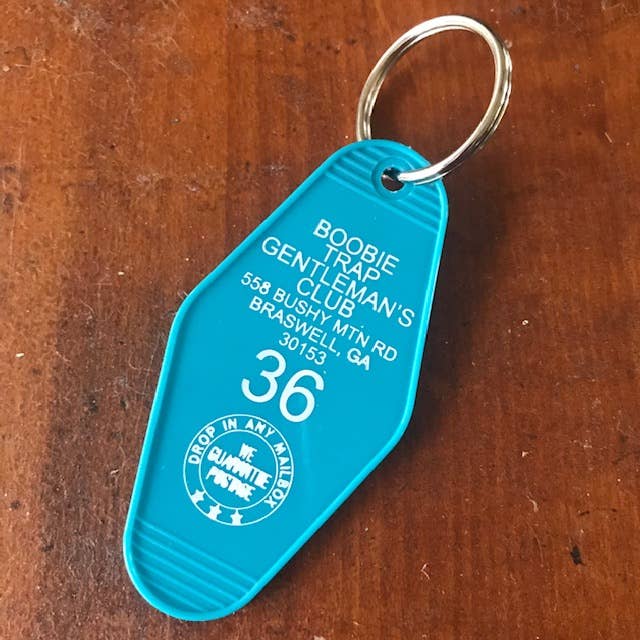 BOOBIE
TRAP
GENTLEMAN'S
CLUB
558 BUSHY MTN RD
BRASWELL, GA
30153
36
DROP IN ANY MAILBOX
WE
GUARANTEE
POSTAGE